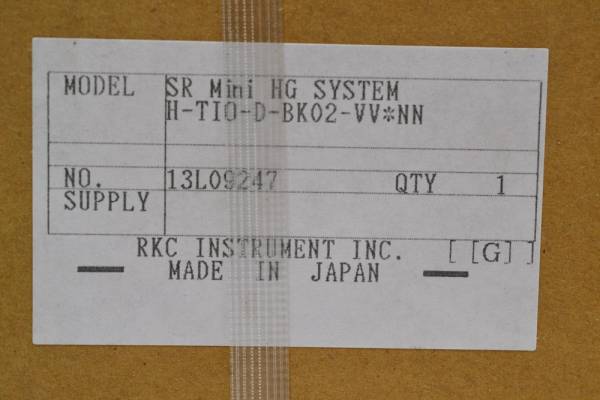 MODEL SR Mini HG SYSTEM
H-TIO-D-BK02-VV*NN
NO. 13L09247 QTY 1
SUPPLY
RKC INSTRUMENT INC. [ [G] ]
MADE IN JAPAN